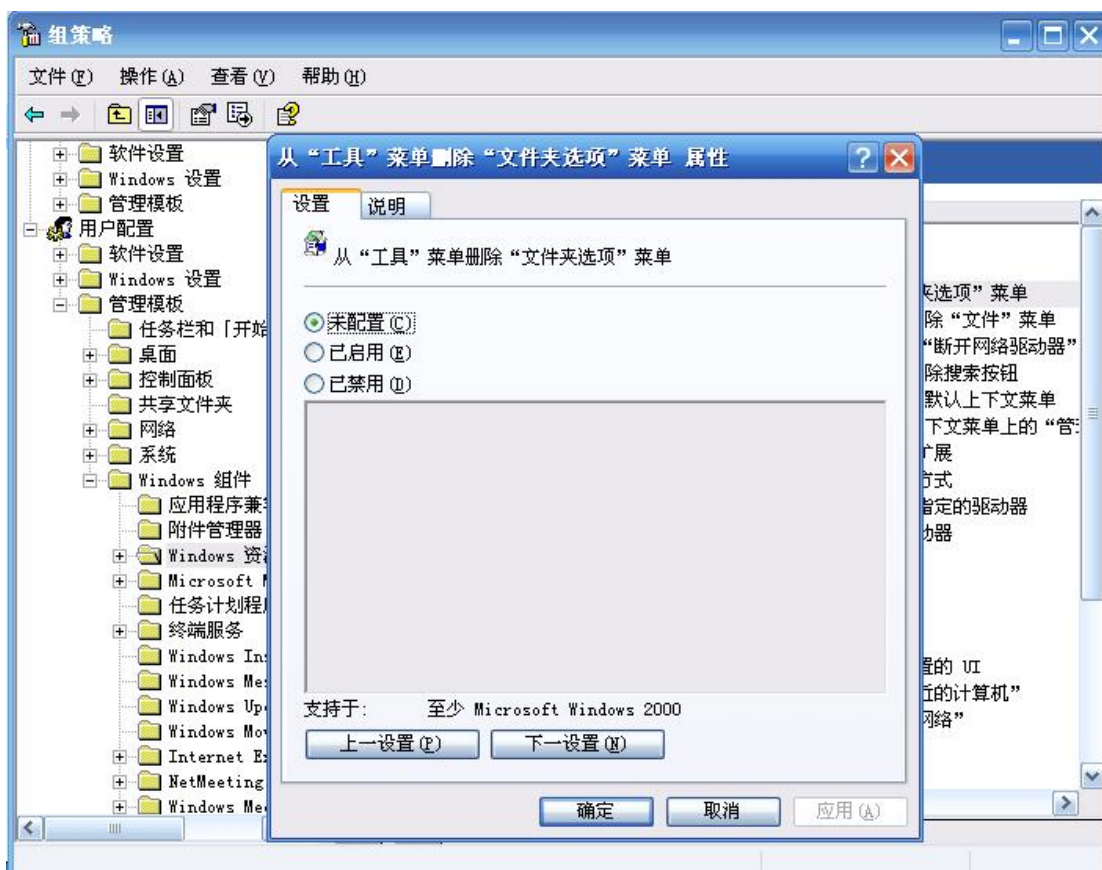 组策略
文件(F) 操作(A) 查看(V) 帮助(H)
软件设置
Windows 设置
管理模板
用户配置
软件设置
Windows 设置
管理模板
任务栏和「开始
桌面
控制面板
共享文件夹
网络
系统
Windows 组件
应用程序兼
附件管理器
Windows 资
Microsoft
任务计划程
终端服务
Windows In
Windows Me
Windows Up
Windows Mo
Internet E
NetMeeting
Windows Me
从“工具”菜单删除“文件夹选项”菜单 属性
设置 说明
从“工具”菜单删除“文件夹选项”菜单
未配置(C)
已启用(E)
已禁用(D)
支持于: 至少 Microsoft Windows 2000
上一设置(P) 下一设置(N)
确定 取消 应用(A)
选项”菜单
除“文件”菜单
“断开网络驱动器”
除搜索按钮
默认上下文菜单
下文菜单上的“管
扩展
方式
指定的驱动器
动器
置的 UI
近的计算机”
网络”